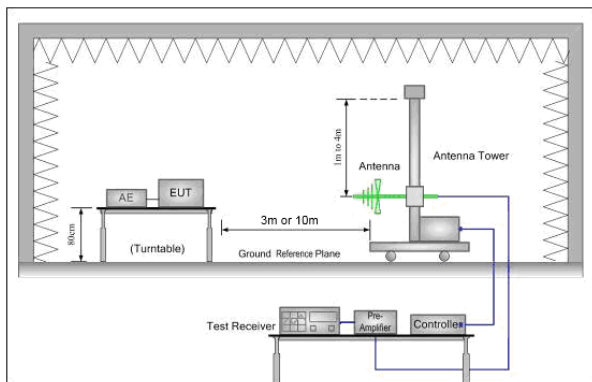 1m to 4m
Antenna
Antenna Tower
AE
EUT
3m or 10m
80cm
(Turntable)
Ground Reference Plane
Test Receiver
Pre-
Amplifier
Controller